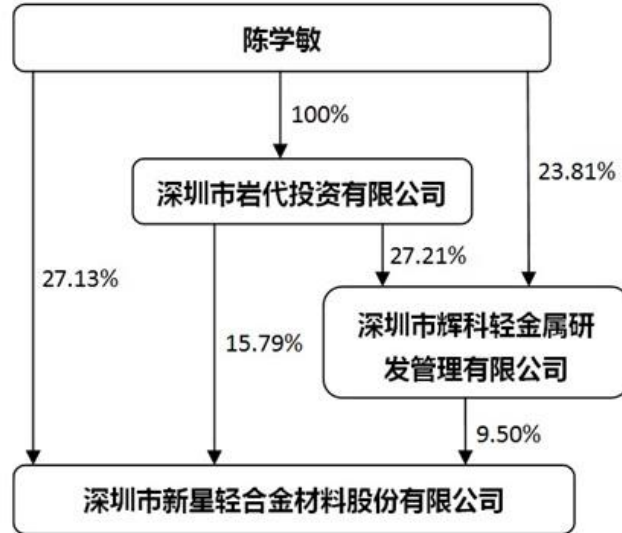 陈学敏
100%
23.81%
深圳市岩代投资有限公司
27.21%
27.13%
深圳市辉科轻金属研
发管理有限公司
15.79%
9.50%
深圳市新星轻合金材料股份有限公司